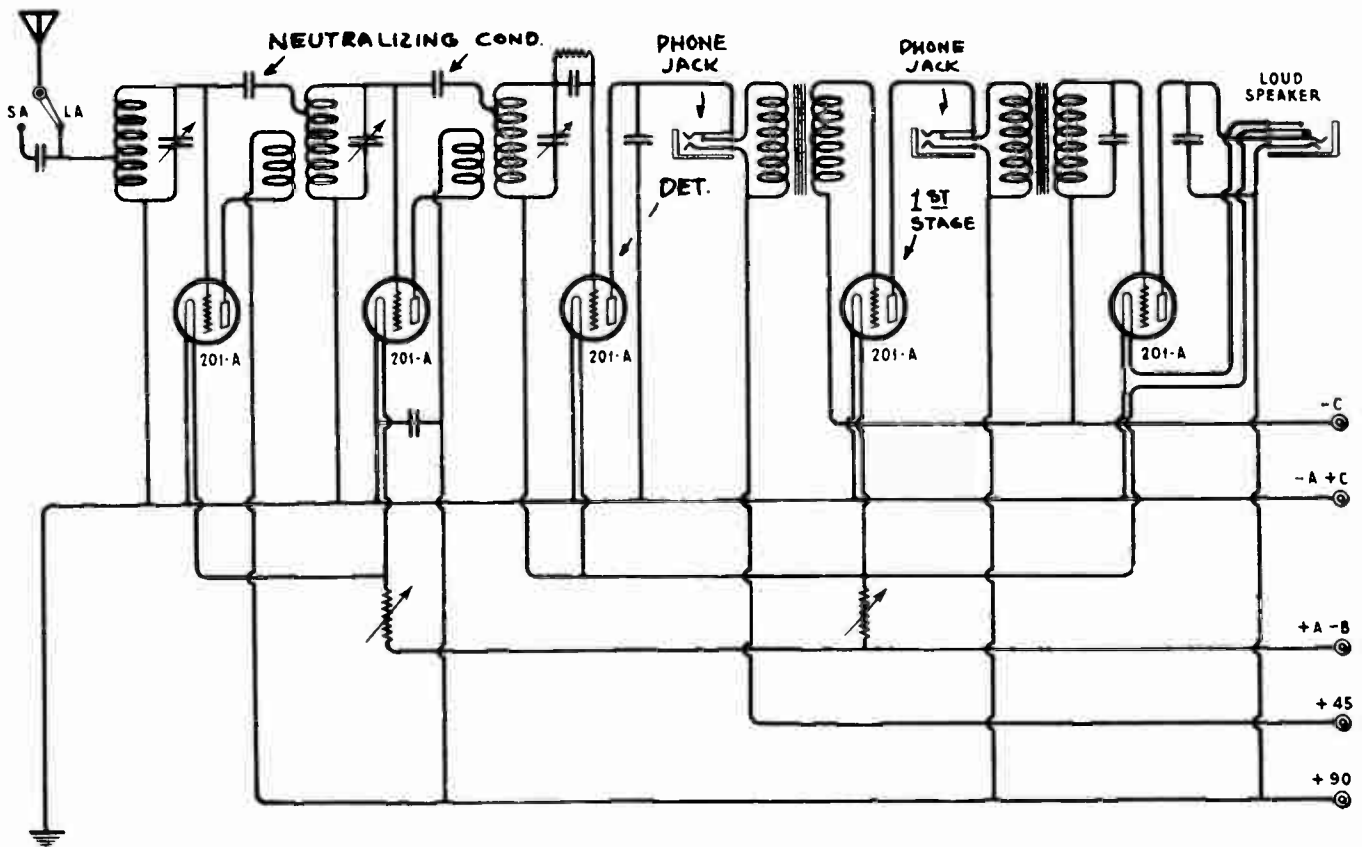 NEUTRALIZING COND.
PHONE
JACK
PHONE
JACK
LOUD
SPEAKER
SA
LA
DET.
1ST
STAGE
201-A
201-A
201-A
201-A
201-A
-C
-A +C
+A -B
+45
+90